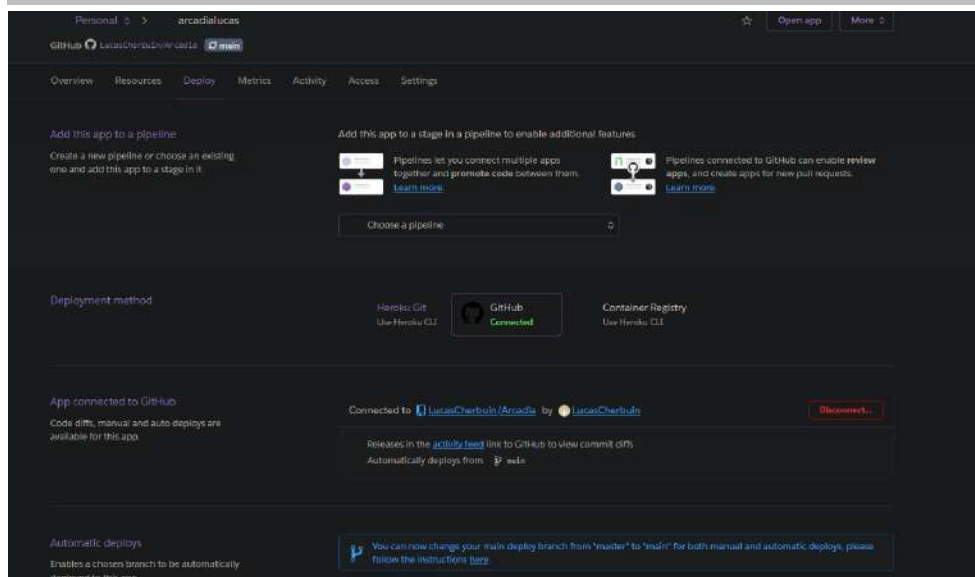 Personal > arcadialucas
Open app More
GitHub LucasCherbuin/Arcadia main
Overview Resources Deploy Metrics Activity Access Settings
Add this app to a pipeline
Create a new pipeline or choose an existing
one and add this app to a stage in it.
Add this app to a stage in a pipeline to enable additional features
Pipelines let you connect multiple apps
together and promote code between them.
Learn more.
Pipelines connected to GitHub can enable review
apps, and create apps for new pull requests.
Learn more.
Choose a pipeline
Deployment method
Heroku Git
Use Heroku CLI
GitHub
Connected
Container Registry
Use Heroku CLI
App connected to GitHub
Code diffs, manual and auto deploys are
available for this app.
Connected to LucasCherbuin/Arcadia by LucasCherbuin
Disconnect...
Releases in the activity feed link to GitHub to view commit diffs
Automatically deploys from main
Automatic deploys
Enables a chosen branch to be automatically
You can now change your main deploy branch from "master" to "main" for both manual and automatic deploys, please
follow the instructions here.